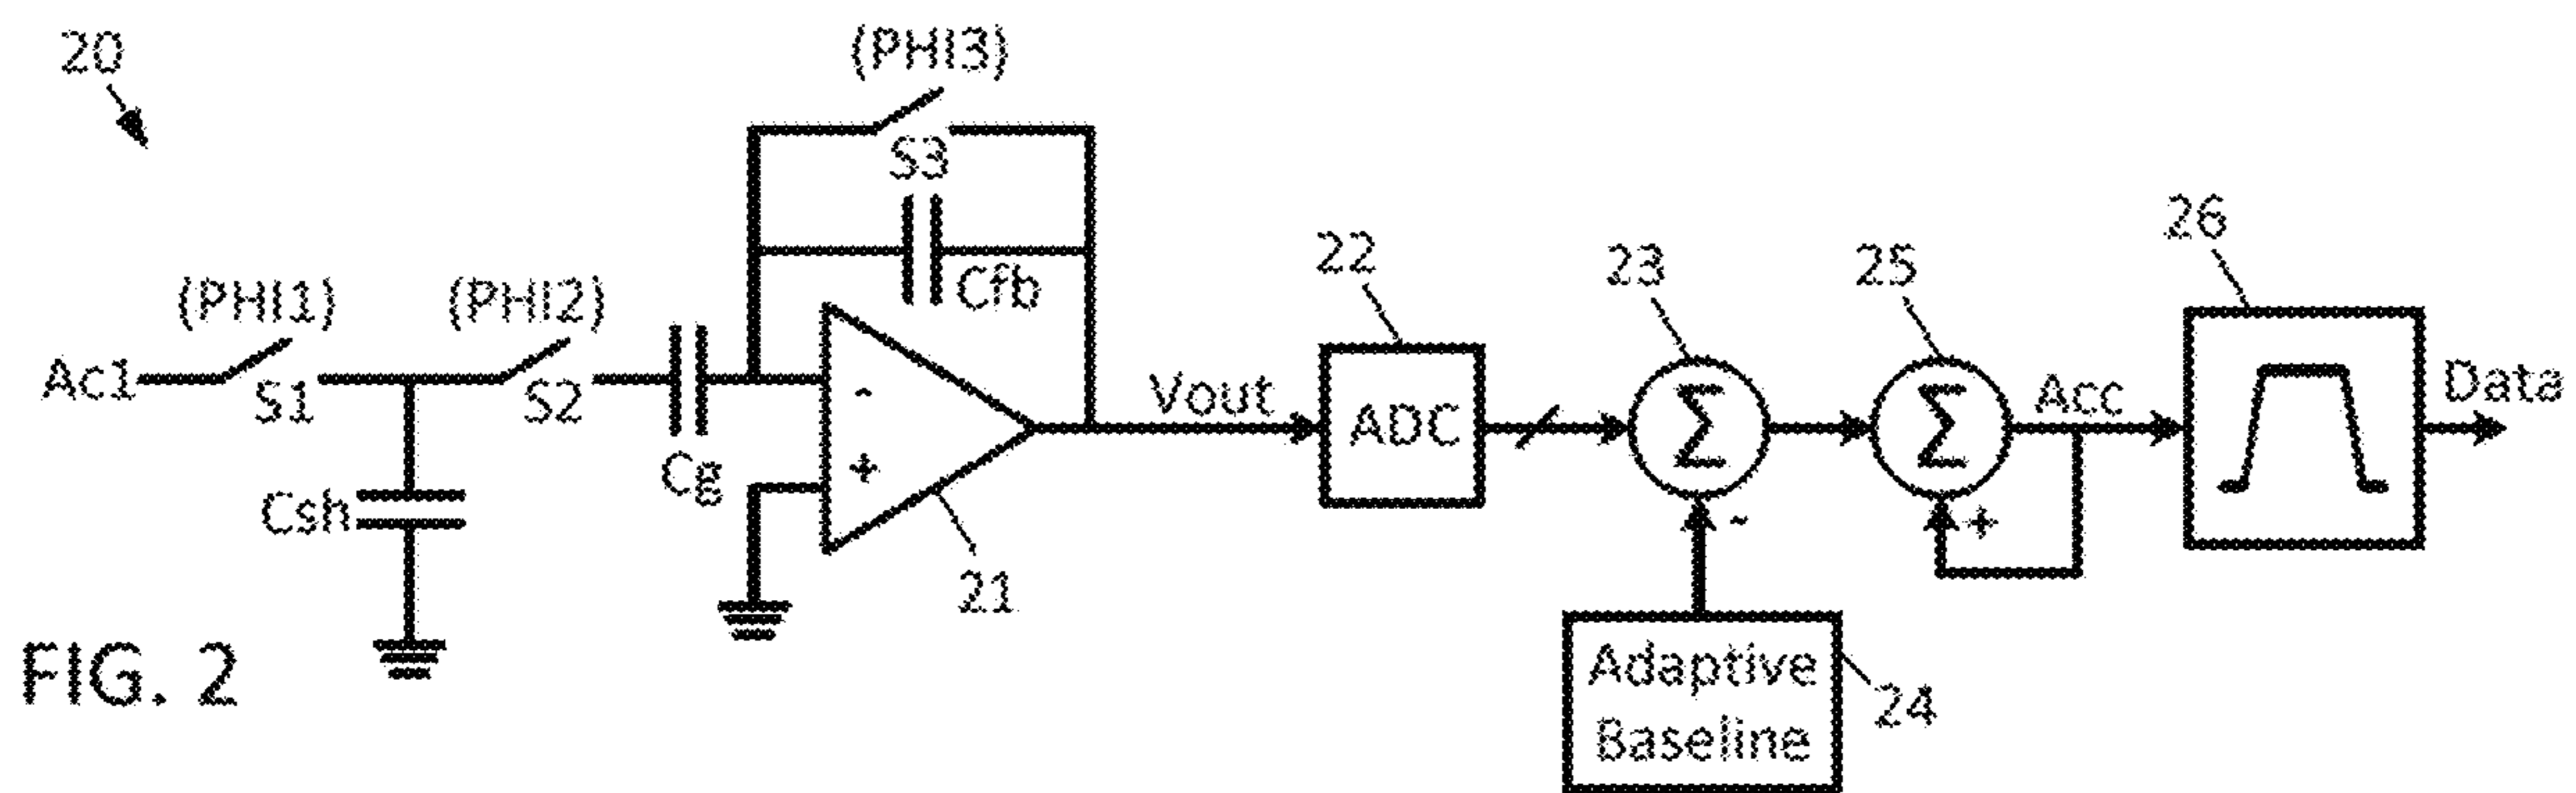 20
(PHI3)
S3
Cfb
(PHI1)
(PHI2)
Ac1
S1
S2
Csh
Cg
-
+
21
Vout
22
ADC
23
Σ
-
25
Σ
+
Acc
26
Data
Adaptive
Baseline
24
FIG. 2